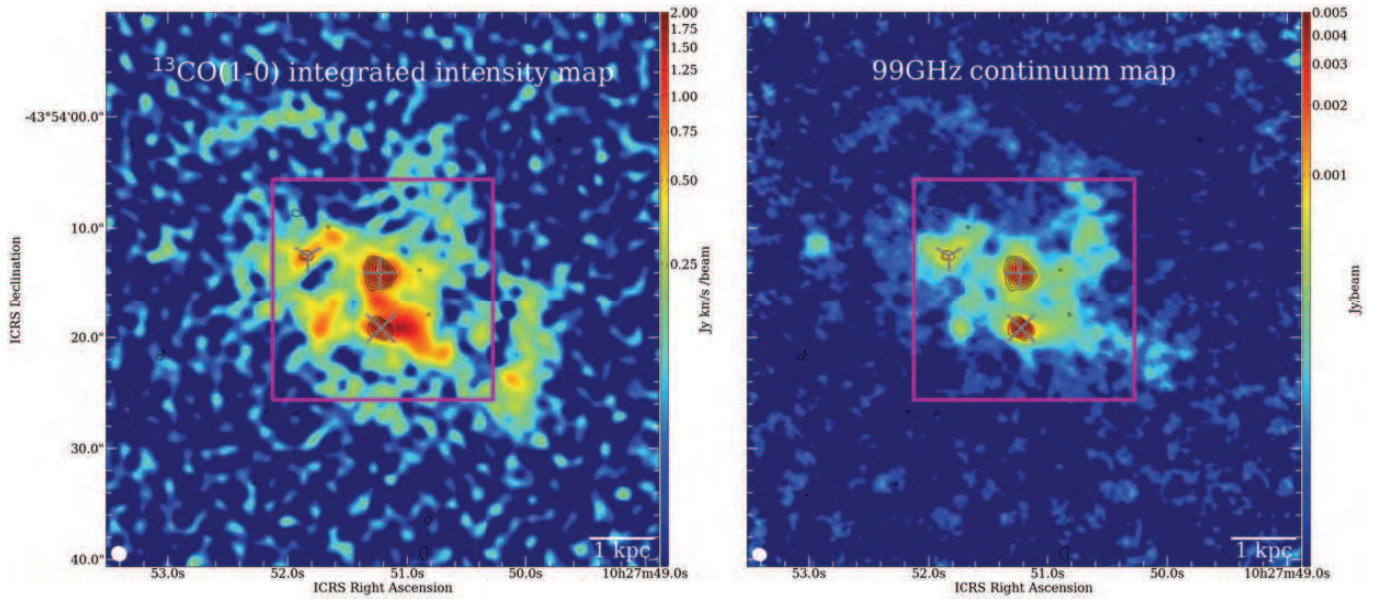 ¹³CO(1-0) integrated intensity map
-43°54'00.0"
10.0"
20.0"
30.0"
40.0"
ICRS Declination
53.0s
52.0s
51.0s
50.0s
10h27m49.0s
ICRS Right Ascension
1 kpc
2.00
1.75
1.50
1.25
1.00
0.75
0.50
0.25
Jy km/s /beam
99GHz continuum map
53.0s
52.0s
51.0s
50.0s
10h27m49.0s
ICRS Right Ascension
1 kpc
0.005
0.004
0.003
0.002
0.001
Jy/beam